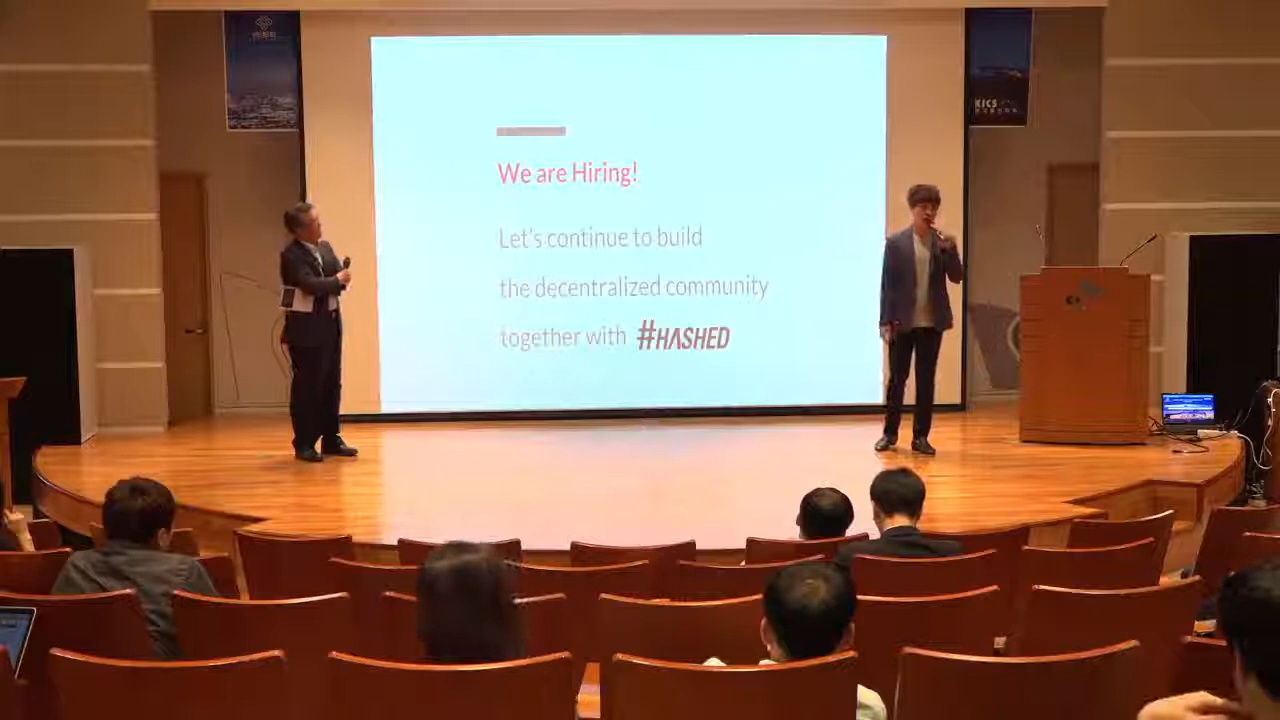 We are Hiring!
Let's continue to build
the decentralized community
together with #HASHED
KICS